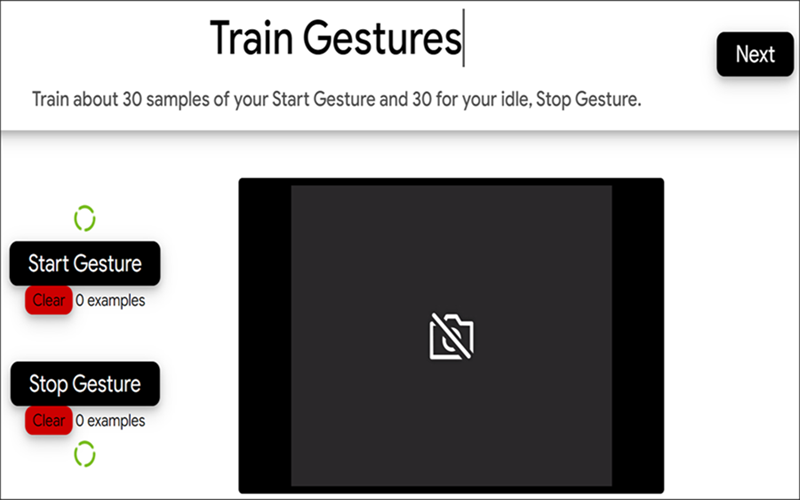 Train Gestures
Next
Train about 30 samples of your Start Gesture and 30 for your idle, Stop Gesture.
Start Gesture
Clear 0 examples
Stop Gesture
Clear 0 examples